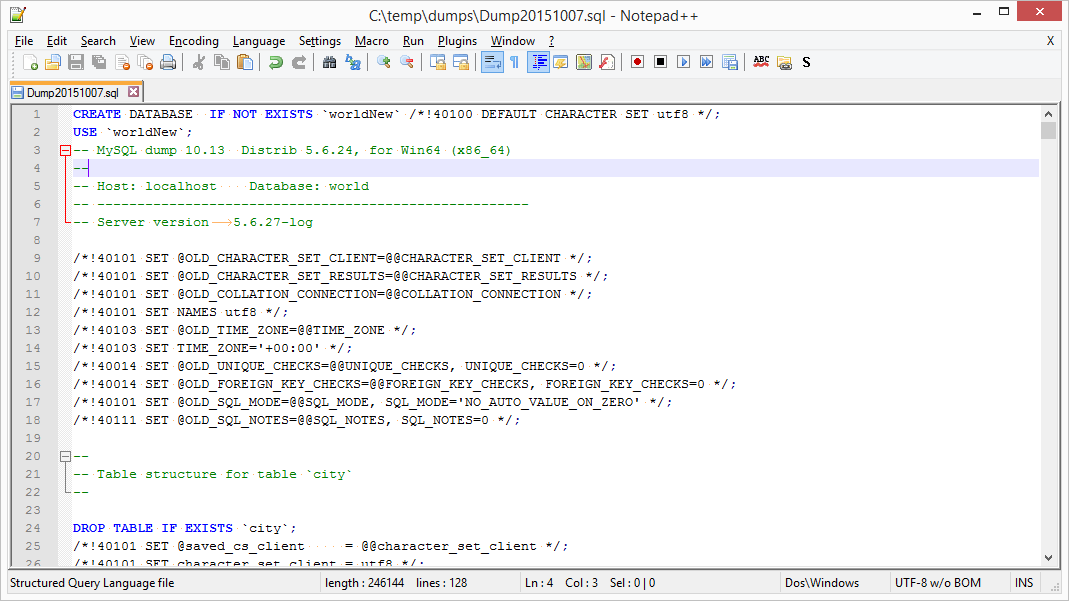 C:\temp\dumps\Dump20151007.sql - Notepad++
File Edit Search View Encoding Language Settings Macro Run Plugins Window ? X
ABC S
Dump20151007.sql
1 CREATE DATABASE  IF NOT EXISTS `worldNew` /*!40100 DEFAULT CHARACTER SET utf8 */;
2 USE `worldNew`;
3 -- MySQL dump 10.13  Distrib 5.6.24, for Win64 (x86_64)
4 --
5 -- Host: localhost    Database: world
6 -- ------------------------------------------------------
7 -- Server version	5.6.27-log
8
9 /*!40101 SET @OLD_CHARACTER_SET_CLIENT=@@CHARACTER_SET_CLIENT */;
10 /*!40101 SET @OLD_CHARACTER_SET_RESULTS=@@CHARACTER_SET_RESULTS */;
11 /*!40101 SET @OLD_COLLATION_CONNECTION=@@COLLATION_CONNECTION */;
12 /*!40101 SET NAMES utf8 */;
13 /*!40103 SET @OLD_TIME_ZONE=@@TIME_ZONE */;
14 /*!40103 SET TIME_ZONE='+00:00' */;
15 /*!40014 SET @OLD_UNIQUE_CHECKS=@@UNIQUE_CHECKS, UNIQUE_CHECKS=0 */;
16 /*!40014 SET @OLD_FOREIGN_KEY_CHECKS=@@FOREIGN_KEY_CHECKS, FOREIGN_KEY_CHECKS=0 */;
17 /*!40101 SET @OLD_SQL_MODE=@@SQL_MODE, SQL_MODE='NO_AUTO_VALUE_ON_ZERO' */;
18 /*!40111 SET @OLD_SQL_NOTES=@@SQL_NOTES, SQL_NOTES=0 */;
19
20 --
21 -- Table structure for table `city`
22 --
23
24 DROP TABLE IF EXISTS `city`;
25 /*!40101 SET @saved_cs_client     = @@character_set_client */;
26 /*!40101 SET character_set_client = utf8 */;
Structured Query Language file length : 246144 lines : 128 Ln : 4 Col : 3 Sel : 0 | 0 Dos\Windows UTF-8 w/o BOM INS